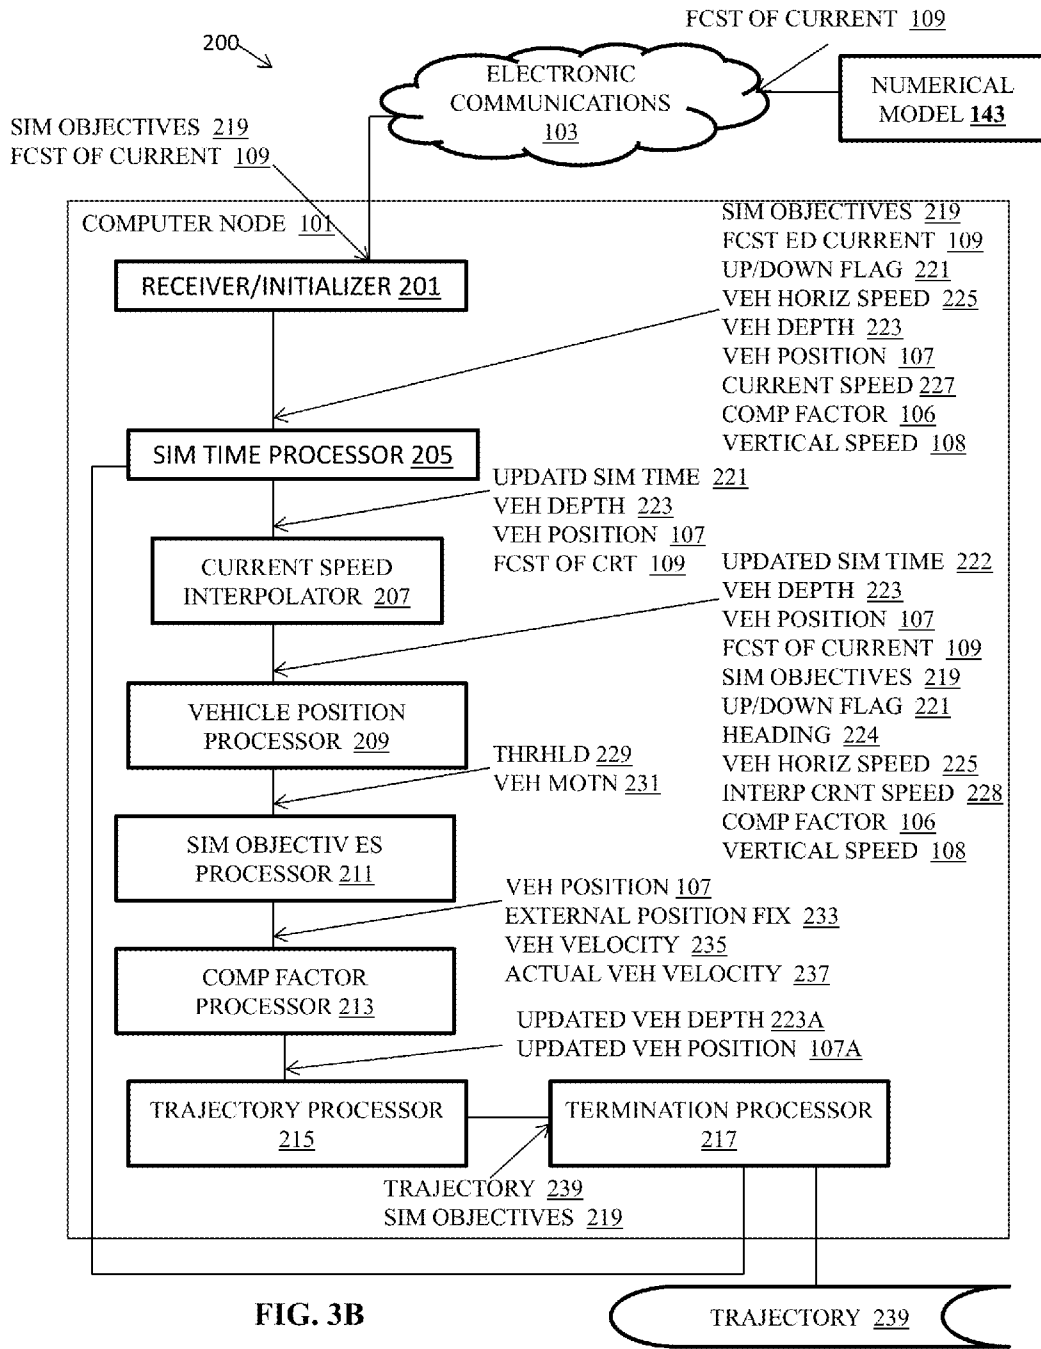 FCST OF CURRENT 109
200
ELECTRONIC
COMMUNICATIONS
103
NUMERICAL
MODEL 143
SIM OBJECTIVES 219
FCST OF CURRENT 109
COMPUTER NODE 101
RECEIVER/INITIALIZER 201
SIM OBJECTIVES 219
FCST ED CURRENT 109
UP/DOWN FLAG 221
VEH HORIZ SPEED 225
VEH DEPTH 223
VEH POSITION 107
CURRENT SPEED 227
COMP FACTOR 106
VERTICAL SPEED 108
SIM TIME PROCESSOR 205
UPDATD SIM TIME 221
VEH DEPTH 223
VEH POSITION 107
FCST OF CRT 109
CURRENT SPEED
INTERPOLATOR 207
UPDATED SIM TIME 222
VEH DEPTH 223
VEH POSITION 107
FCST OF CURRENT 109
SIM OBJECTIVES 219
UP/DOWN FLAG 221
HEADING 224
VEH HORIZ SPEED 225
INTERP CRNT SPEED 228
COMP FACTOR 106
VERTICAL SPEED 108
VEHICLE POSITION
PROCESSOR 209
THRHLD 229
VEH MOTN 231
SIM OBJECTIV ES
PROCESSOR 211
VEH POSITION 107
EXTERNAL POSITION FIX 233
VEH VELOCITY 235
ACTUAL VEH VELOCITY 237
COMP FACTOR
PROCESSOR 213
UPDATED VEH DEPTH 223A
UPDATED VEH POSITION 107A
TRAJECTORY PROCESSOR
215
TERMINATION PROCESSOR
217
TRAJECTORY 239
SIM OBJECTIVES 219
FIG. 3B
TRAJECTORY 239